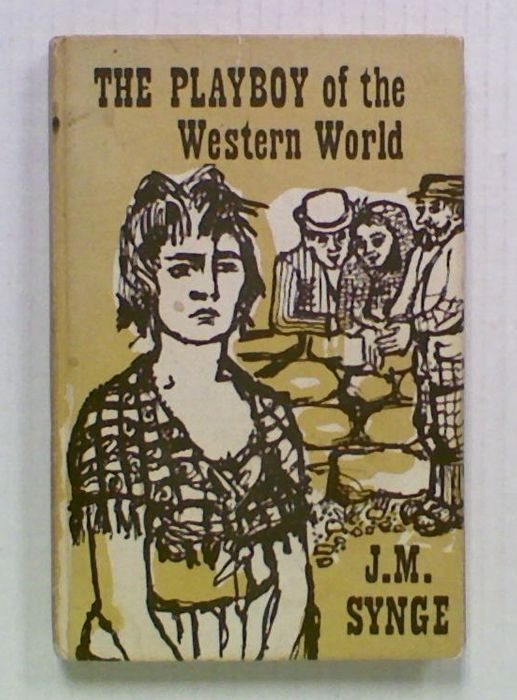 THE PLAYBOY of the
Western World
J.M.
SYNGE